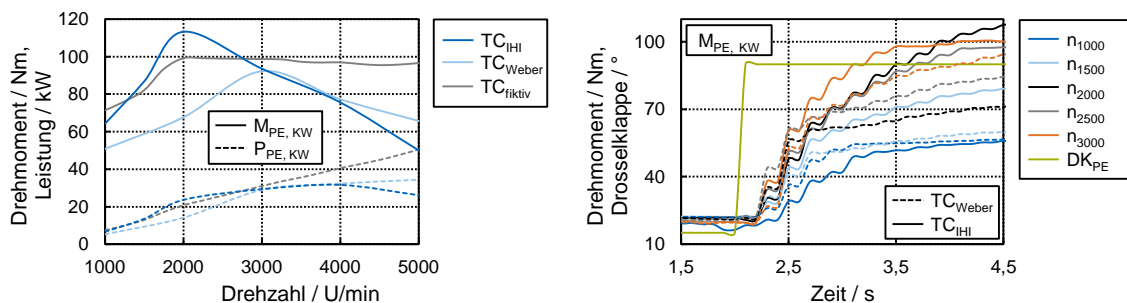 Drehmoment / Nm,
Leistung / kW
120
100
80
60
40
20
0
1000
2000
3000
4000
5000
Drehzahl / U/min
M_PE, KW
P_PE, KW
TC_IHI
TC_Weber
TC_fiktiv
Drehmoment / Nm,
Drosselklappe / °
100
70
40
10
1,5
2,5
3,5
4,5
Zeit / s
M_PE, KW
TC_Weber
TC_IHI
n_1000
n_1500
n_2000
n_2500
n_3000
DK_PE